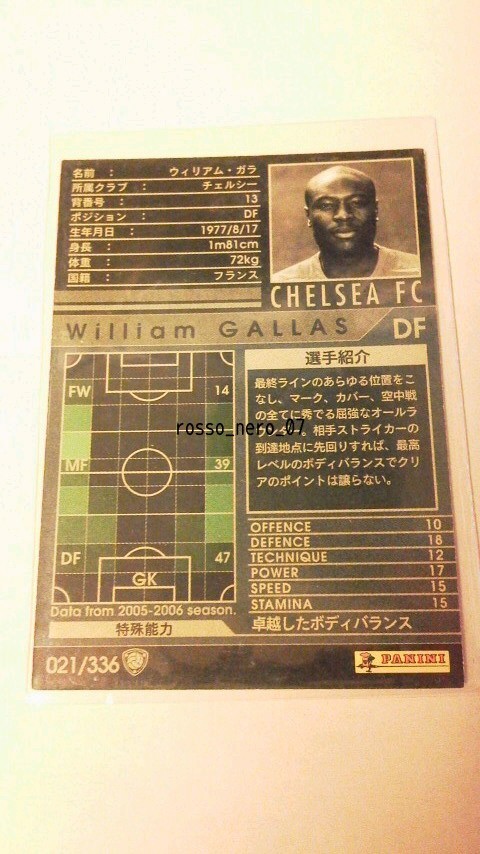 名前 : ウィリアム・ガラ
所属クラブ : チェルシー
背番号 : 13
ポジション : DF
生年月日 : 1977/8/17
身長 : 1m81cm
体重 : 72kg
国籍 : フランス
CHELSEA FC
William GALLAS DF
選手紹介
最終ラインのあらゆる位置をこ
なし、マーク、カバー、空中戦
の全てに秀でる屈強なオールラ
rosso_nero_07
相手ストライカーの
到達地点に先回りすれば、最高
レベルのボディバランスでクリ
アのポイントは譲らない。
FW 14
MF 39
DF 47
GK
OFFENCE 10
DEFENCE 18
TECHNIQUE 12
POWER 17
SPEED 15
STAMINA 15
Data from 2005-2006 season.
特殊能力
卓越したボディバランス
021/336
PANINI